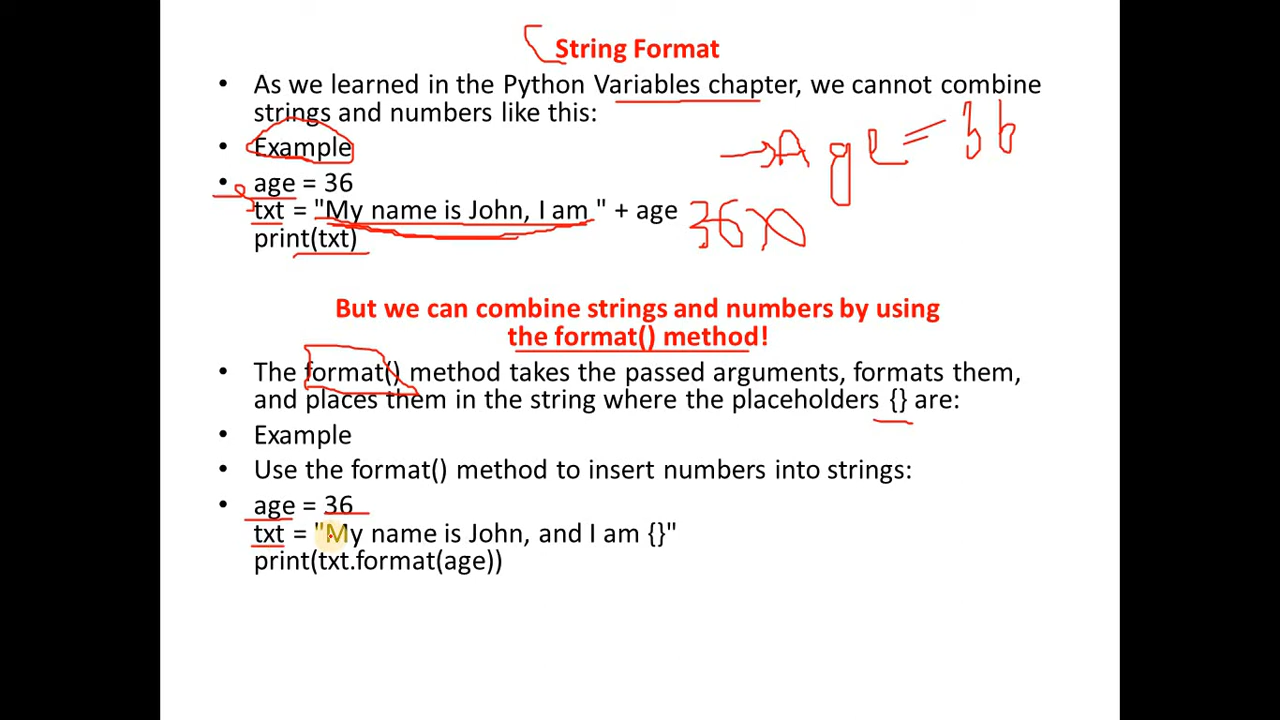 String Format
• As we learned in the Python Variables chapter, we cannot combine
strings and numbers like this:
• Example
→ Age = 36
• age = 36
txt = "My name is John, I am " + age 36
print(txt)
But we can combine strings and numbers by using
the format() method!
• The format() method takes the passed arguments, formats them,
and places them in the string where the placeholders {} are:
• Example
• Use the format() method to insert numbers into strings:
• age = 36
txt = "My name is John, and I am {}"
print(txt.format(age))